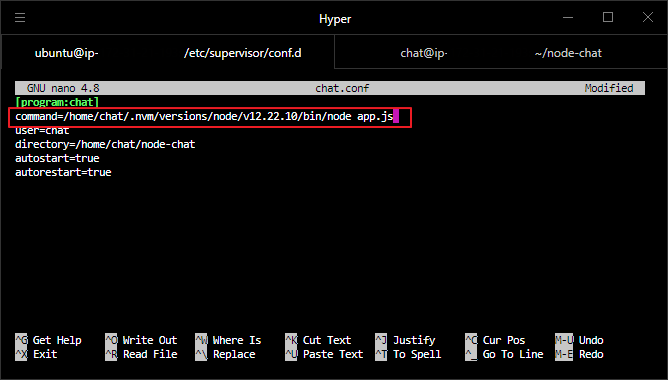 Hyper
ubuntu@ip- /etc/supervisor/conf.d chat@ip- ~/node-chat
GNU nano 4.8 chat.conf Modified
[program:chat]
command=/home/chat/.nvm/versions/node/v12.22.10/bin/node app.js
user=chat
directory=/home/chat/node-chat
autostart=true
autorestart=true
^G Get Help ^O Write Out ^W Where Is ^K Cut Text ^J Justify ^C Cur Pos M-U Undo
^X Exit ^R Read File ^\ Replace ^U Paste Text ^T To Spell ^_ Go To Line M-E Redo